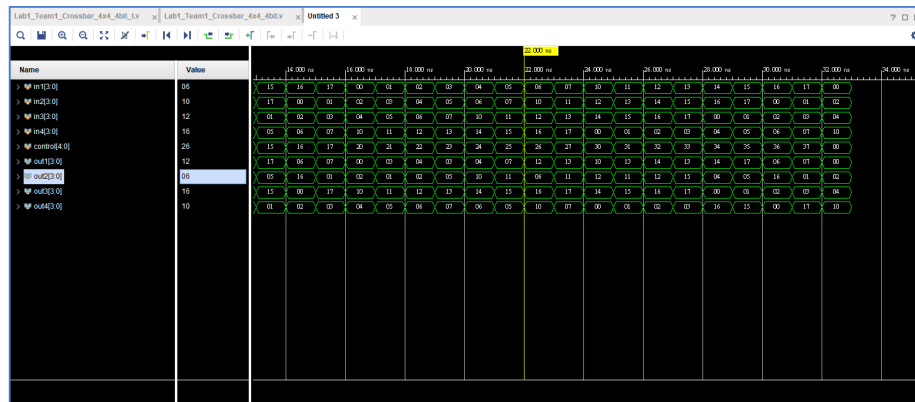 Lab1_Team1_Crossbar_4x4_4bit_t.v × Lab1_Team1_Crossbar_4x4_4bit.v × Untitled 3 ×
22.000 ns
Name Value 14.000 ns 16.000 ns 18.000 ns 20.000 ns 22.000 ns 24.000 ns 26.000 ns 28.000 ns 30.000 ns 32.000 ns 34.000 ns
in1[3:0] 06 15 16 17 00 01 02 03 04 05 06 07 10 11 12 13 14 15 16 17 00
in2[3:0] 10 17 00 01 02 03 04 05 06 07 10 11 12 13 14 15 16 17 00 01 02
in3[3:0] 12 01 02 03 04 05 06 07 10 11 12 13 14 15 16 17 00 01 02 03 04
in4[3:0] 16 05 06 07 10 11 12 13 14 15 16 17 00 01 02 03 04 05 06 07 10
control[4:0] 26 15 16 17 20 21 22 23 24 25 26 27 30 31 32 33 34 35 36 37 00
out1[3:0] 12 17 06 07 00 03 04 03 04 07 12 13 10 13 14 13 14 17 06 07 00
out2[3:0] 06 05 16 01 02 01 02 05 10 11 06 11 12 11 12 15 04 05 16 01 02
out3[3:0] 16 15 00 17 10 11 12 13 14 15 16 17 14 15 16 17 00 01 00 03 04
out4[3:0] 10 01 02 03 04 05 06 07 06 05 10 07 00 01 02 03 16 15 02 17 10